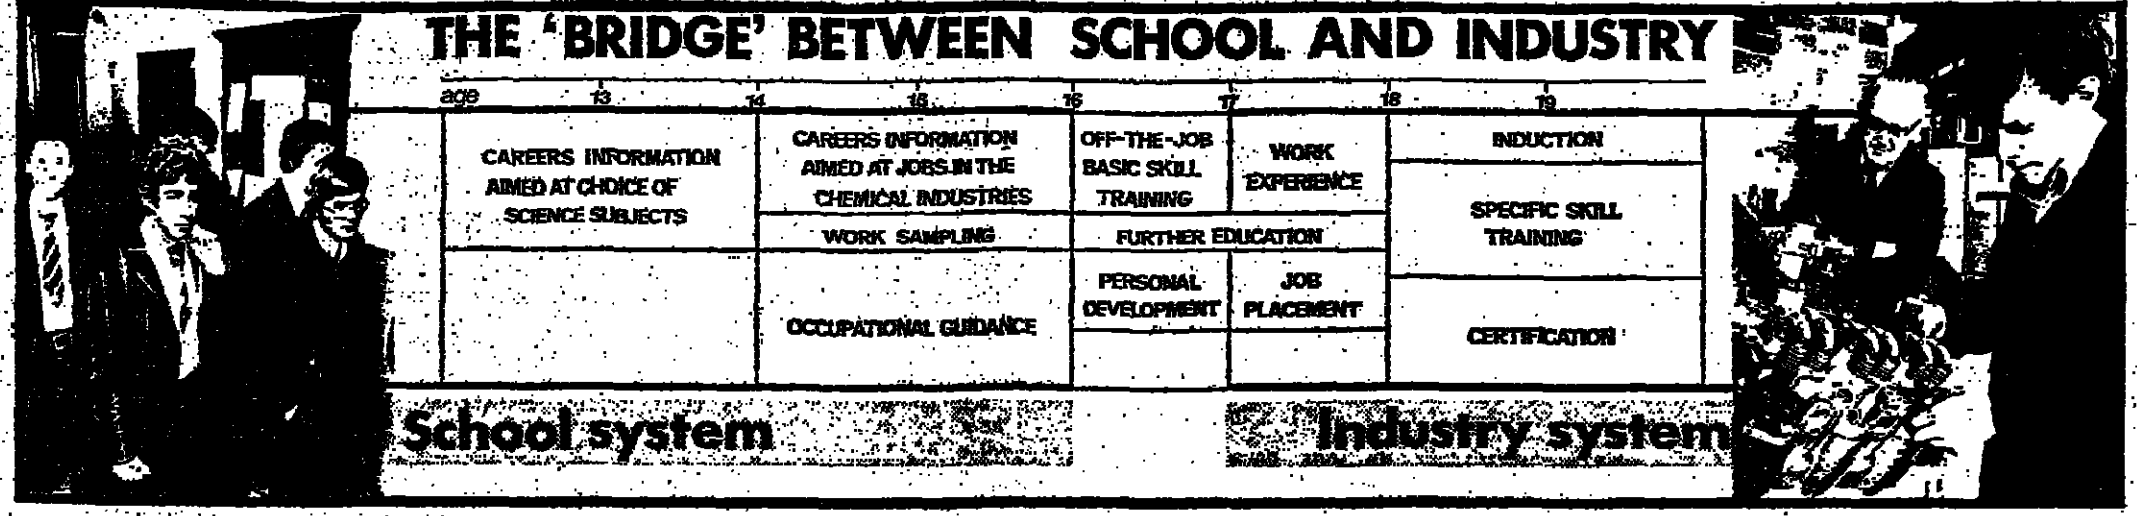 THE 'BRIDGE' BETWEEN SCHOOL AND INDUSTRY
age 13 14 15 16 17 18 19
CAREERS INFORMATION
AIMED AT CHOICE OF
SCIENCE SUBJECTS
CAREERS INFORMATION
AIMED AT JOBS IN THE
CHEMICAL INDUSTRIES
WORK SAMPLING
OCCUPATIONAL GUIDANCE
OFF-THE-JOB
BASIC SKILL
TRAINING
WORK
EXPERIENCE
FURTHER EDUCATION
PERSONAL
DEVELOPMENT
JOB
PLACEMENT
INDUCTION
SPECIFIC SKILL
TRAINING
CERTIFICATION
School system
Industry system